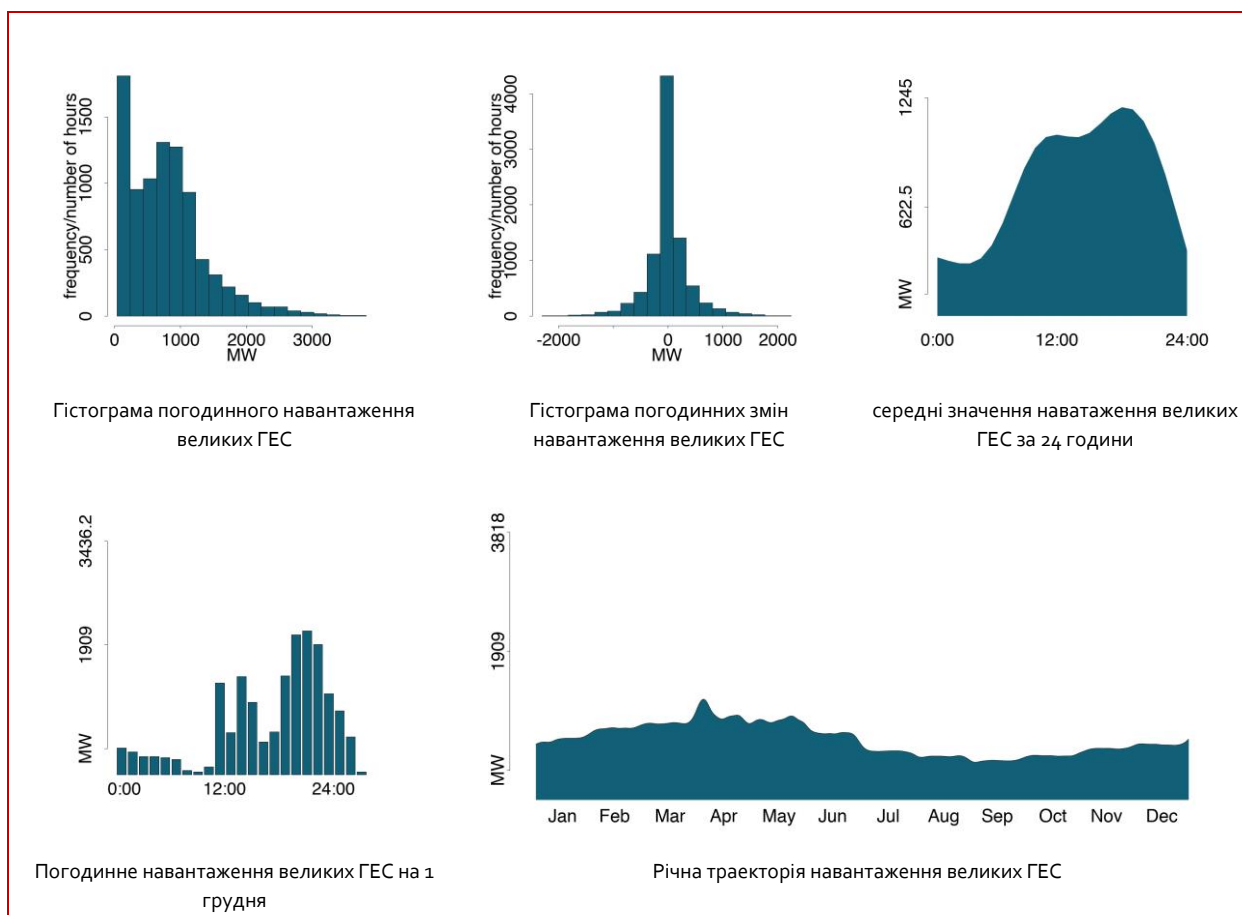 frequency/number of hours
0
500
1000
1500
0
1000
2000
3000
MW
Гістограма погодинного навантаження
великих ГЕС
frequency/number of hours
0
1000
2000
3000
4000
-2000
0
1000
2000
MW
Гістограма погодинних змін
навантаження великих ГЕС
MW
622.5
1245
0:00
12:00
24:00
середні значення наватаження великих
ГЕС за 24 години
MW
1909
3436.2
0:00
12:00
24:00
Погодинне навантаження великих ГЕС на 1
грудня
MW
1909
3818
Jan Feb Mar Apr May Jun Jul Aug Sep Oct Nov Dec
Річна траекторія навантаження великих ГЕС